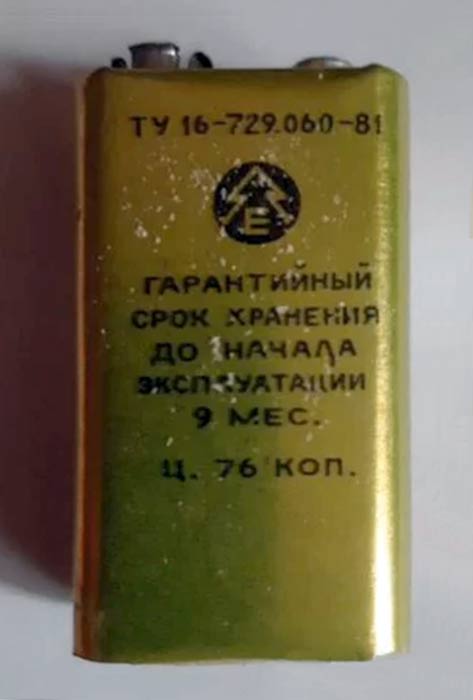 ТУ 16-729.060-81
Е
ГАРАНТИЙНЫЙ
СРОК ХРАНЕНИЯ
ДО НАЧАЛА
ЭКСПЛУАТАЦИИ
9 МЕС.
Ц. 76 КОП.